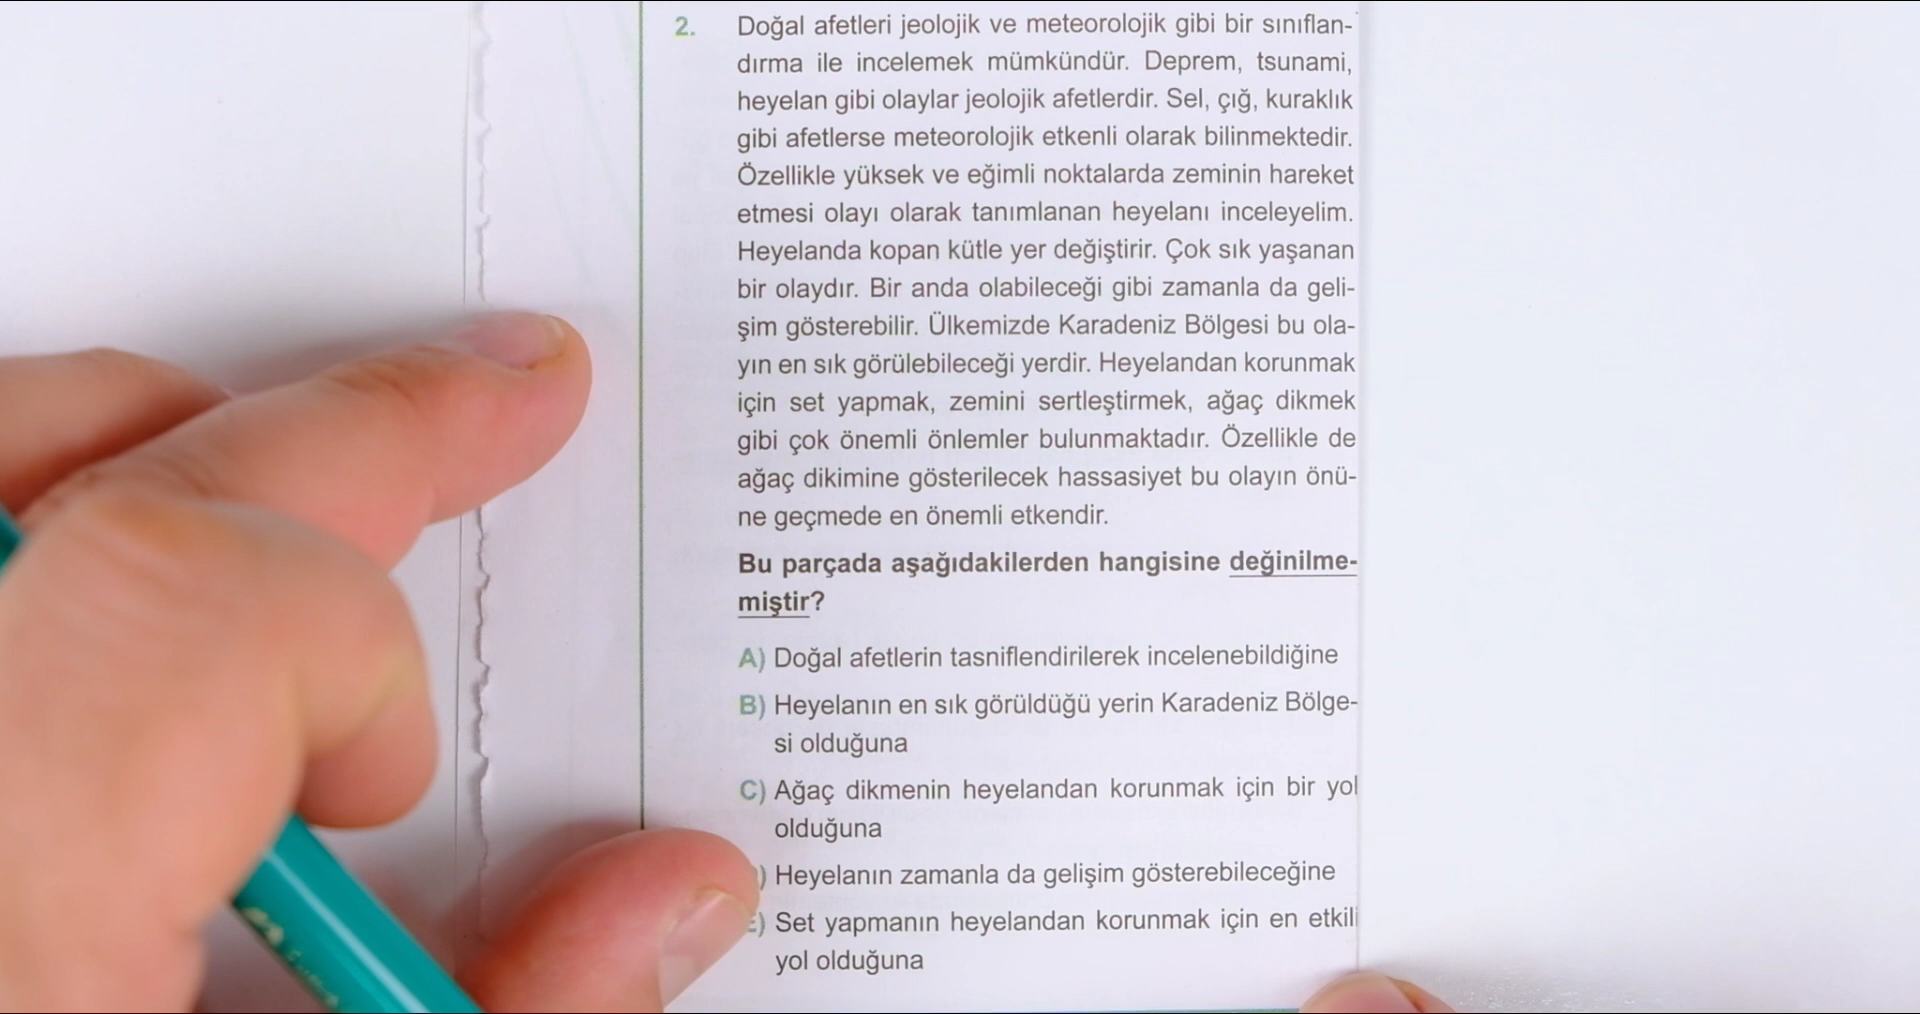 2. Doğal afetleri jeolojik ve meteorolojik gibi bir sınıflan-
dırma ile incelemek mümkündür. Deprem, tsunami,
heyelan gibi olaylar jeolojik afetlerdir. Sel, çığ, kuraklık
gibi afetlerse meteorolojik etkenli olarak bilinmektedir.
Özellikle yüksek ve eğimli noktalarda zeminin hareket
etmesi olayı olarak tanımlanan heyelanı inceleyelim.
Heyelanda kopan kütle yer değiştirir. Çok sık yaşanan
bir olaydır. Bir anda olabileceği gibi zamanla da geli-
şim gösterebilir. Ülkemizde Karadeniz Bölgesi bu ola-
yın en sık görülebileceği yerdir. Heyelandan korunmak
için set yapmak, zemini sertleştirmek, ağaç dikmek
gibi çok önemli önlemler bulunmaktadır. Özellikle de
ağaç dikimine gösterilecek hassasiyet bu olayın önü-
ne geçmede en önemli etkendir.
Bu parçada aşağıdakilerden hangisine değinilme-
miştir?
A) Doğal afetlerin tasniflendirilerek incelenebildiğine
B) Heyelanın en sık görüldüğü yerin Karadeniz Bölge-
si olduğuna
C) Ağaç dikmenin heyelandan korunmak için bir yol
olduğuna
) Heyelanın zamanla da gelişim gösterebileceğine
E) Set yapmanın heyelandan korunmak için en etkili
yol olduğuna